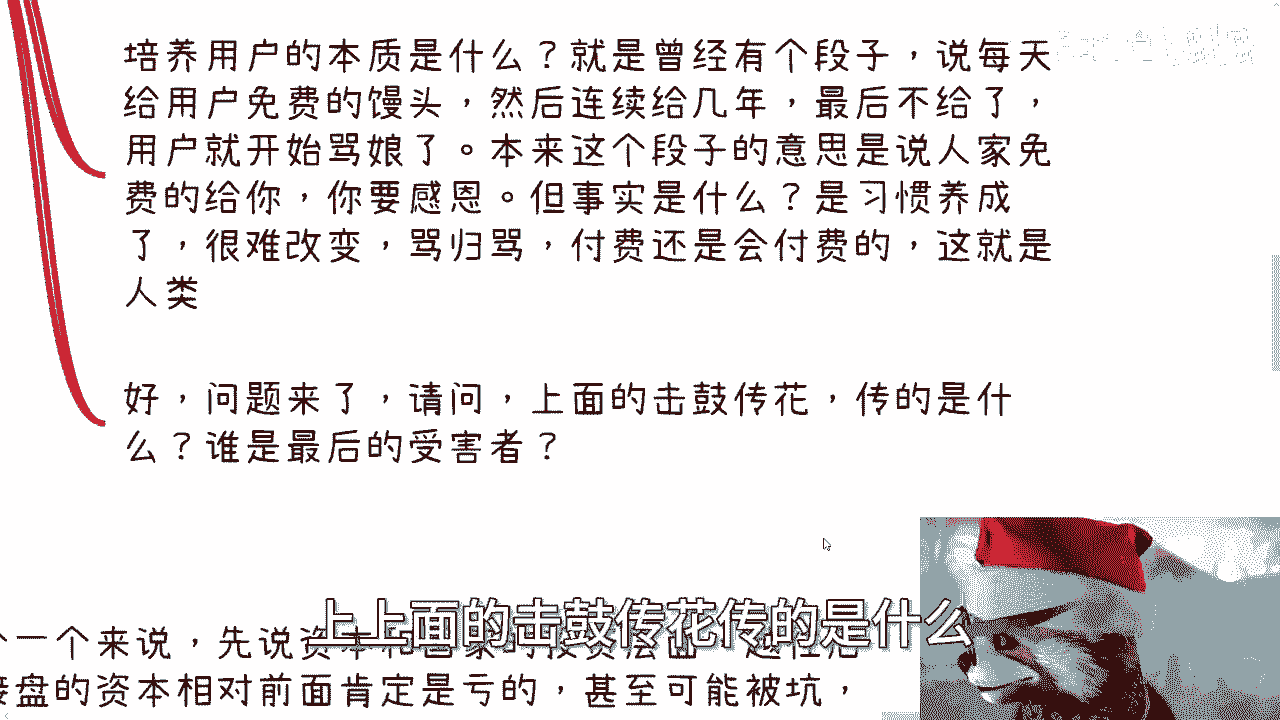 培养用户的本质是什么？就是曾经有个段子，说每天
给用户免费的馒头，然后连续给几年，最后不给了，
用户就开始骂娘了。本来这个段子的意思是说人家免
费的给你，你要感恩。但事实是什么？是习惯养成
了，很难改变，骂归骂，付费还是会付费的，这就是
人类
好，问题来了，请问，上面的击鼓传花，传的是什
么？谁是最后的受害者？
上上面的击鼓传花传的是什么
一个来说，先说资本
盘的资本相对前面肯定是亏的，甚至可能被坑，